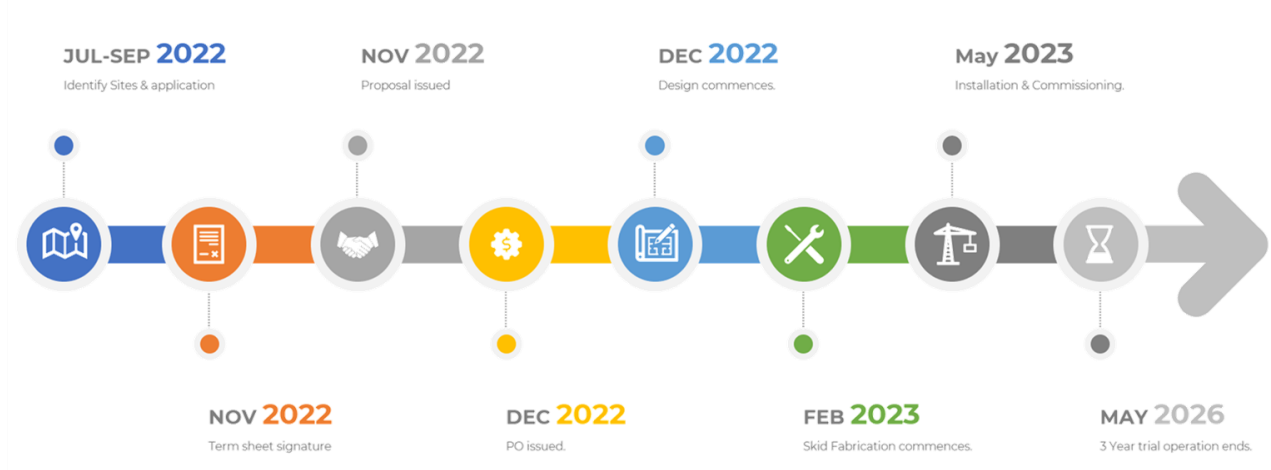 JUL-SEP 2022
Identify Sites & application
NOV 2022
Term sheet signature
NOV 2022
Proposal issued
DEC 2022
PO issued.
DEC 2022
Design commences.
FEB 2023
Skid Fabrication commences.
May 2023
Installation & Commissioning.
MAY 2026
3 Year trial operation ends.